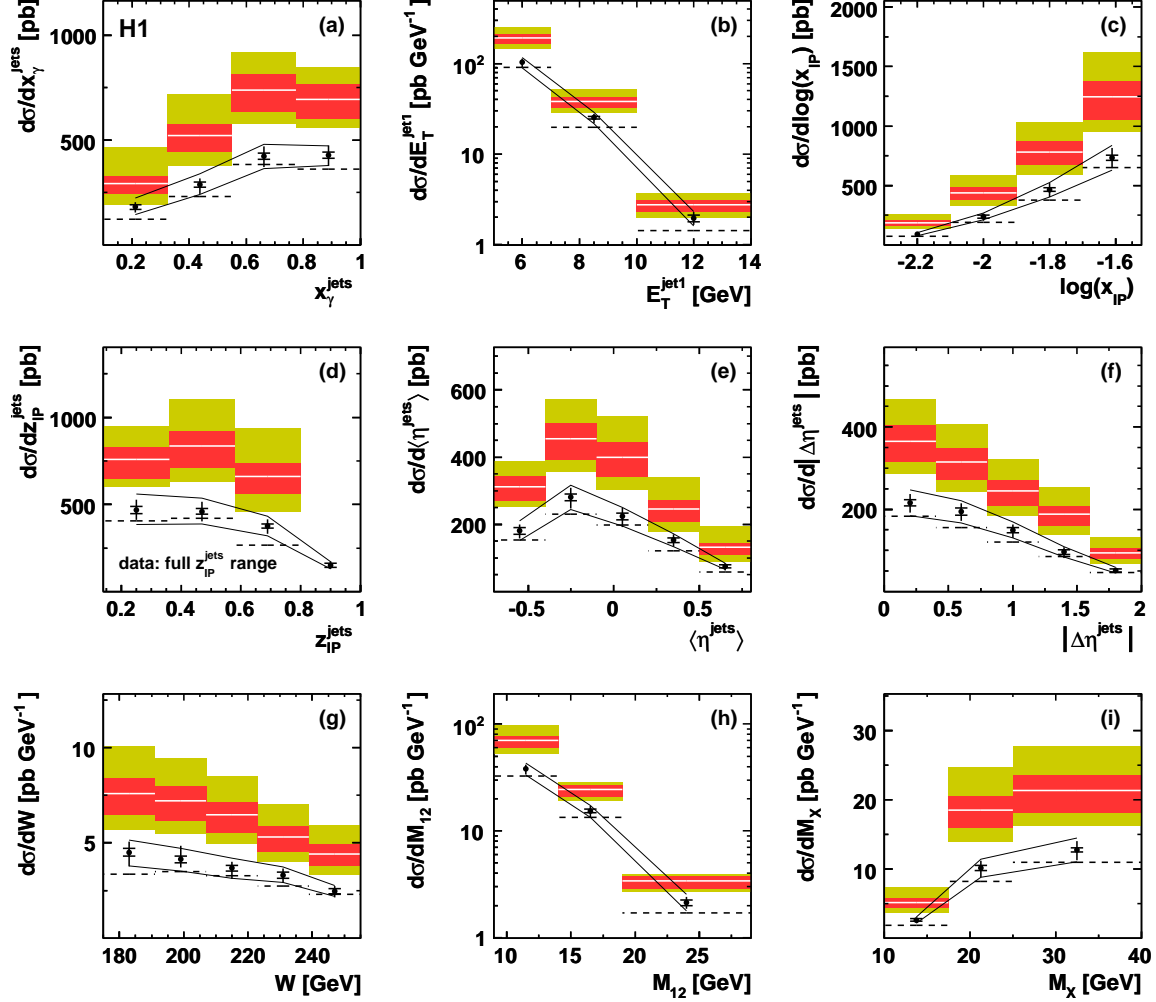 H1
(a)
dσ/dx_γ^jets [pb]
1000
500
0.2 0.4 0.6 0.8 1
x_γ^jets
(b)
dσ/dE_T^jet1 [pb GeV⁻¹]
10²
10
1
6 8 10 12 14
E_T^jet1 [GeV]
(c)
dσ/dlog(x_IP) [pb]
2000
1500
1000
500
-2.2 -2 -1.8 -1.6
log(x_IP)
(d)
dσ/dz_IP^jets [pb]
1000
500
0
data: full z_IP^jets range
0.2 0.4 0.6 0.8 1
z_IP^jets
(e)
dσ/d⟨η^jets⟩ [pb]
600
400
200
-0.5 0 0.5
⟨η^jets⟩
(f)
dσ/d|Δη^jets| [pb]
400
200
0 0.5 1 1.5 2
|Δη^jets|
(g)
dσ/dW [pb GeV⁻¹]
10
5
0
180 200 220 240
W [GeV]
(h)
dσ/dM_12 [pb GeV⁻¹]
10²
10
1
10 15 20 25
M_12 [GeV]
(i)
dσ/dM_X [pb GeV⁻¹]
30
20
10
0
10 20 30 40
M_X [GeV]